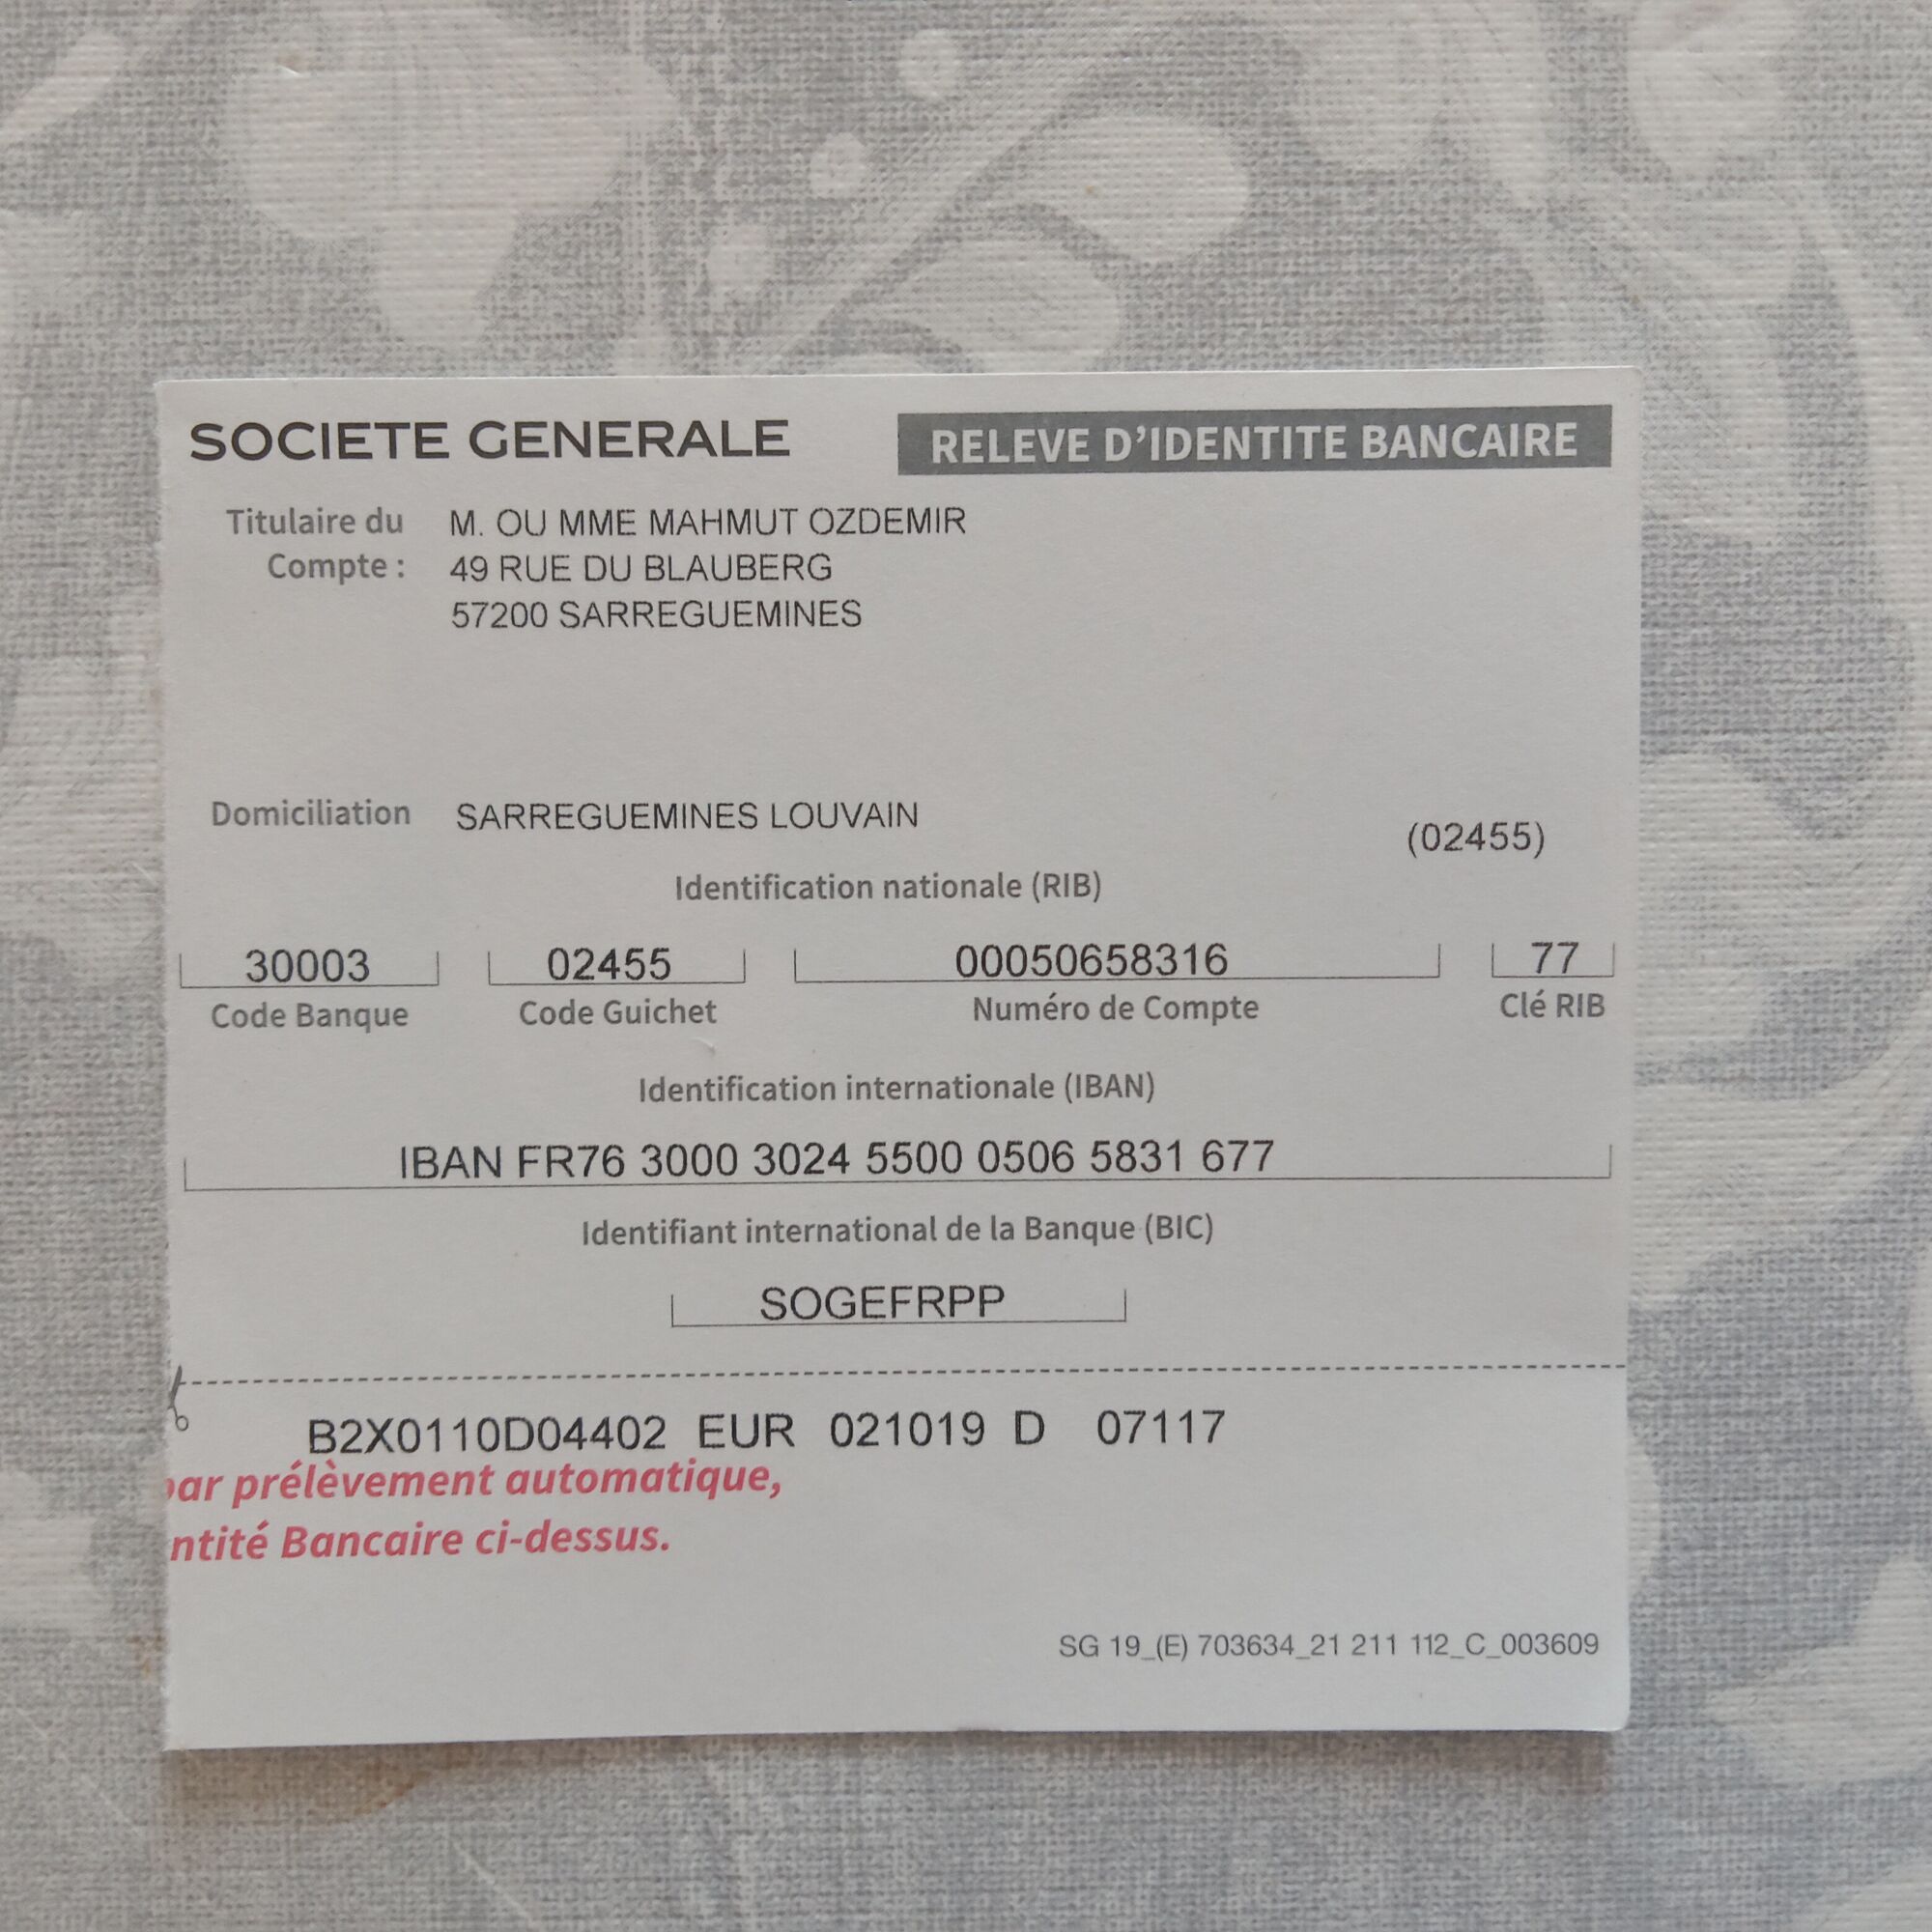 SOCIETE GENERALE
RELEVE D'IDENTITE BANCAIRE
Titulaire du M. OU MME MAHMUT OZDEMIR
Compte : 49 RUE DU BLAUBERG
57200 SARREGUEMINES
Domiciliation SARREGUEMINES LOUVAIN
(02455)
Identification nationale (RIB)
30003 02455 00050658316 77
Code Banque Code Guichet Numéro de Compte Clé RIB
Identification internationale (IBAN)
IBAN FR76 3000 3024 5500 0506 5831 677
Identifiant international de la Banque (BIC)
SOGEFRPP
B2X0110D04402 EUR 021019 D 07117
par prélèvement automatique,
ntité Bancaire ci-dessus.
SG 19_(E) 703634_21 211 112_C_003609